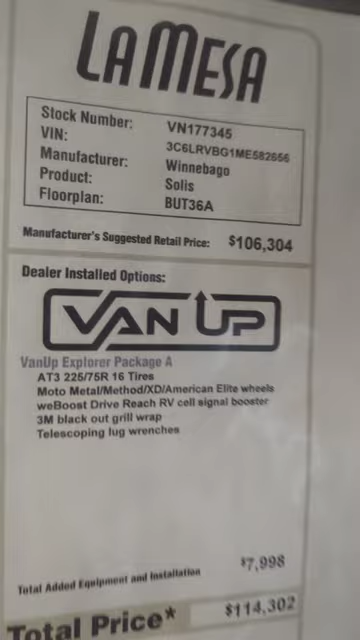 LAMESA
Stock Number: VN177345
VIN: 3C6LRVBG1ME582656
Manufacturer: Winnebago
Product: Solis
Floorplan: BUT36A
Manufacturer's Suggested Retail Price: $106,304
Dealer Installed Options:
VAN UP
VanUp Explorer Package A
AT3 225/75R 16 Tires
Moto Metal/Method/XD/American Elite wheels
weBoost Drive Reach RV cell signal booster
3M black out grill wrap
Telescoping lug wrenches
Total Added Equipment and Installation $7,998
Total Price* $114,302